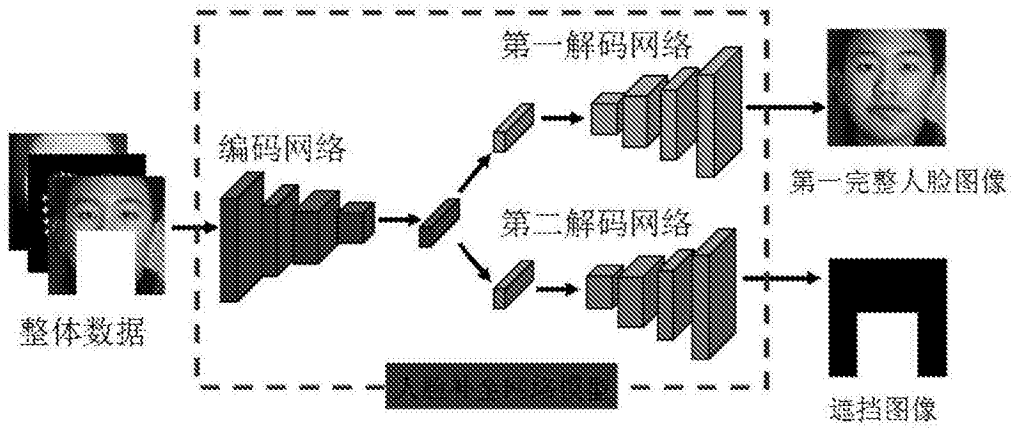 第一解码网络
编码网络
第一完整人脸图像
第二解码网络
整体数据
遮挡图像